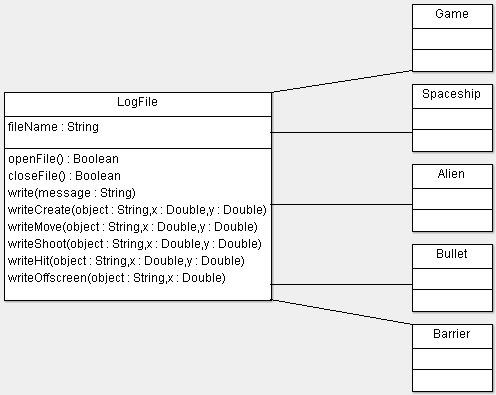 LogFile
fileName : String
openFile() : Boolean
closeFile() : Boolean
write(message : String)
writeCreate(object : String,x : Double,y : Double)
writeMove(object : String,x : Double,y : Double)
writeShoot(object : String,x : Double,y : Double)
writeHit(object : String,x : Double,y : Double)
writeOffscreen(object : String,x : Double)
Game
Spaceship
Alien
Bullet
Barrier